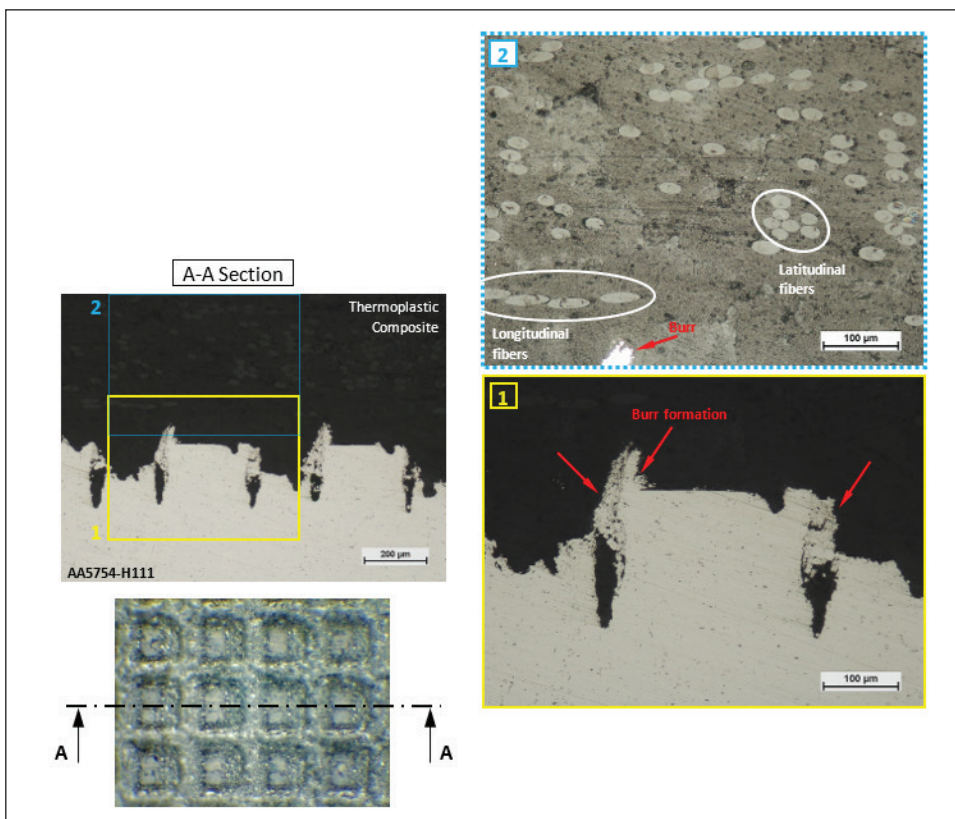 A-A Section
2
Thermoplastic
Composite
1
200 µm
AA5754-H111
A
A
2
Latitudinal
fibers
Longitudinal
fibers
Burr
100 µm
1
Burr formation
100 µm